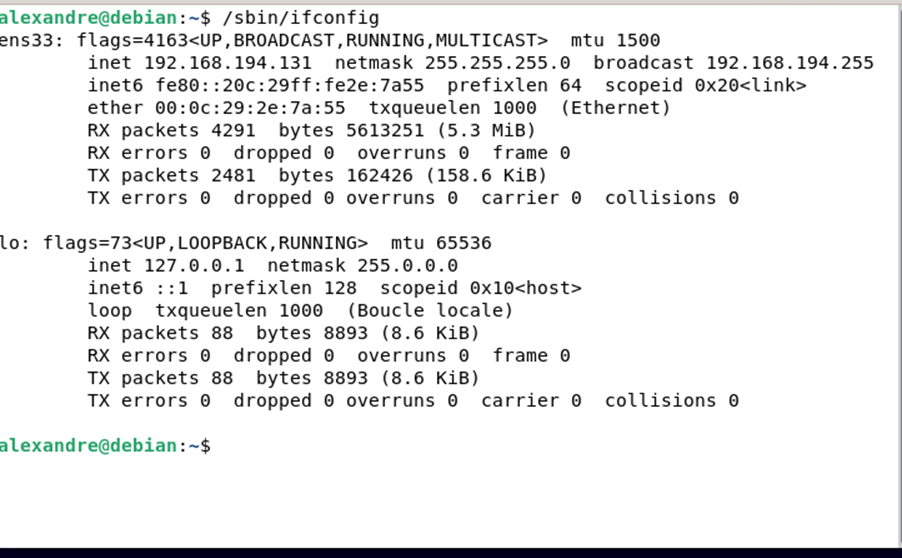 alexandre@debian:~$ /sbin/ifconfig
ens33: flags=4163<UP,BROADCAST,RUNNING,MULTICAST>  mtu 1500
        inet 192.168.194.131  netmask 255.255.255.0  broadcast 192.168.194.255
        inet6 fe80::20c:29ff:fe2e:7a55  prefixlen 64  scopeid 0x20<link>
        ether 00:0c:29:2e:7a:55  txqueuelen 1000  (Ethernet)
        RX packets 4291  bytes 5613251 (5.3 MiB)
        RX errors 0  dropped 0  overruns 0  frame 0
        TX packets 2481  bytes 162426 (158.6 KiB)
        TX errors 0  dropped 0 overruns 0  carrier 0  collisions 0

lo: flags=73<UP,LOOPBACK,RUNNING>  mtu 65536
        inet 127.0.0.1  netmask 255.0.0.0
        inet6 ::1  prefixlen 128  scopeid 0x10<host>
        loop  txqueuelen 1000  (Boucle locale)
        RX packets 88  bytes 8893 (8.6 KiB)
        RX errors 0  dropped 0  overruns 0  frame 0
        TX packets 88  bytes 8893 (8.6 KiB)
        TX errors 0  dropped 0 overruns 0  carrier 0  collisions 0

alexandre@debian:~$